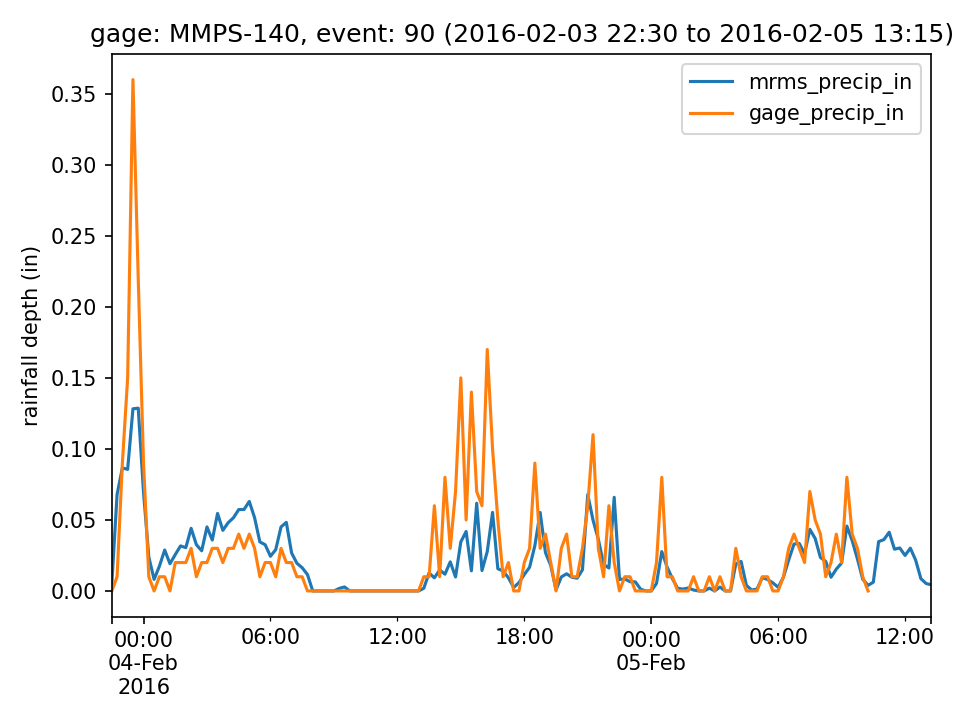 gage: MMPS-140, event: 90 (2016-02-03 22:30 to 2016-02-05 13:15)
mrms_precip_in
gage_precip_in
rainfall depth (in)
0.35
0.30
0.25
0.20
0.15
0.10
0.05
0.00
00:00 06:00 12:00 18:00 00:00 06:00 12:00
04-Feb 05-Feb
2016